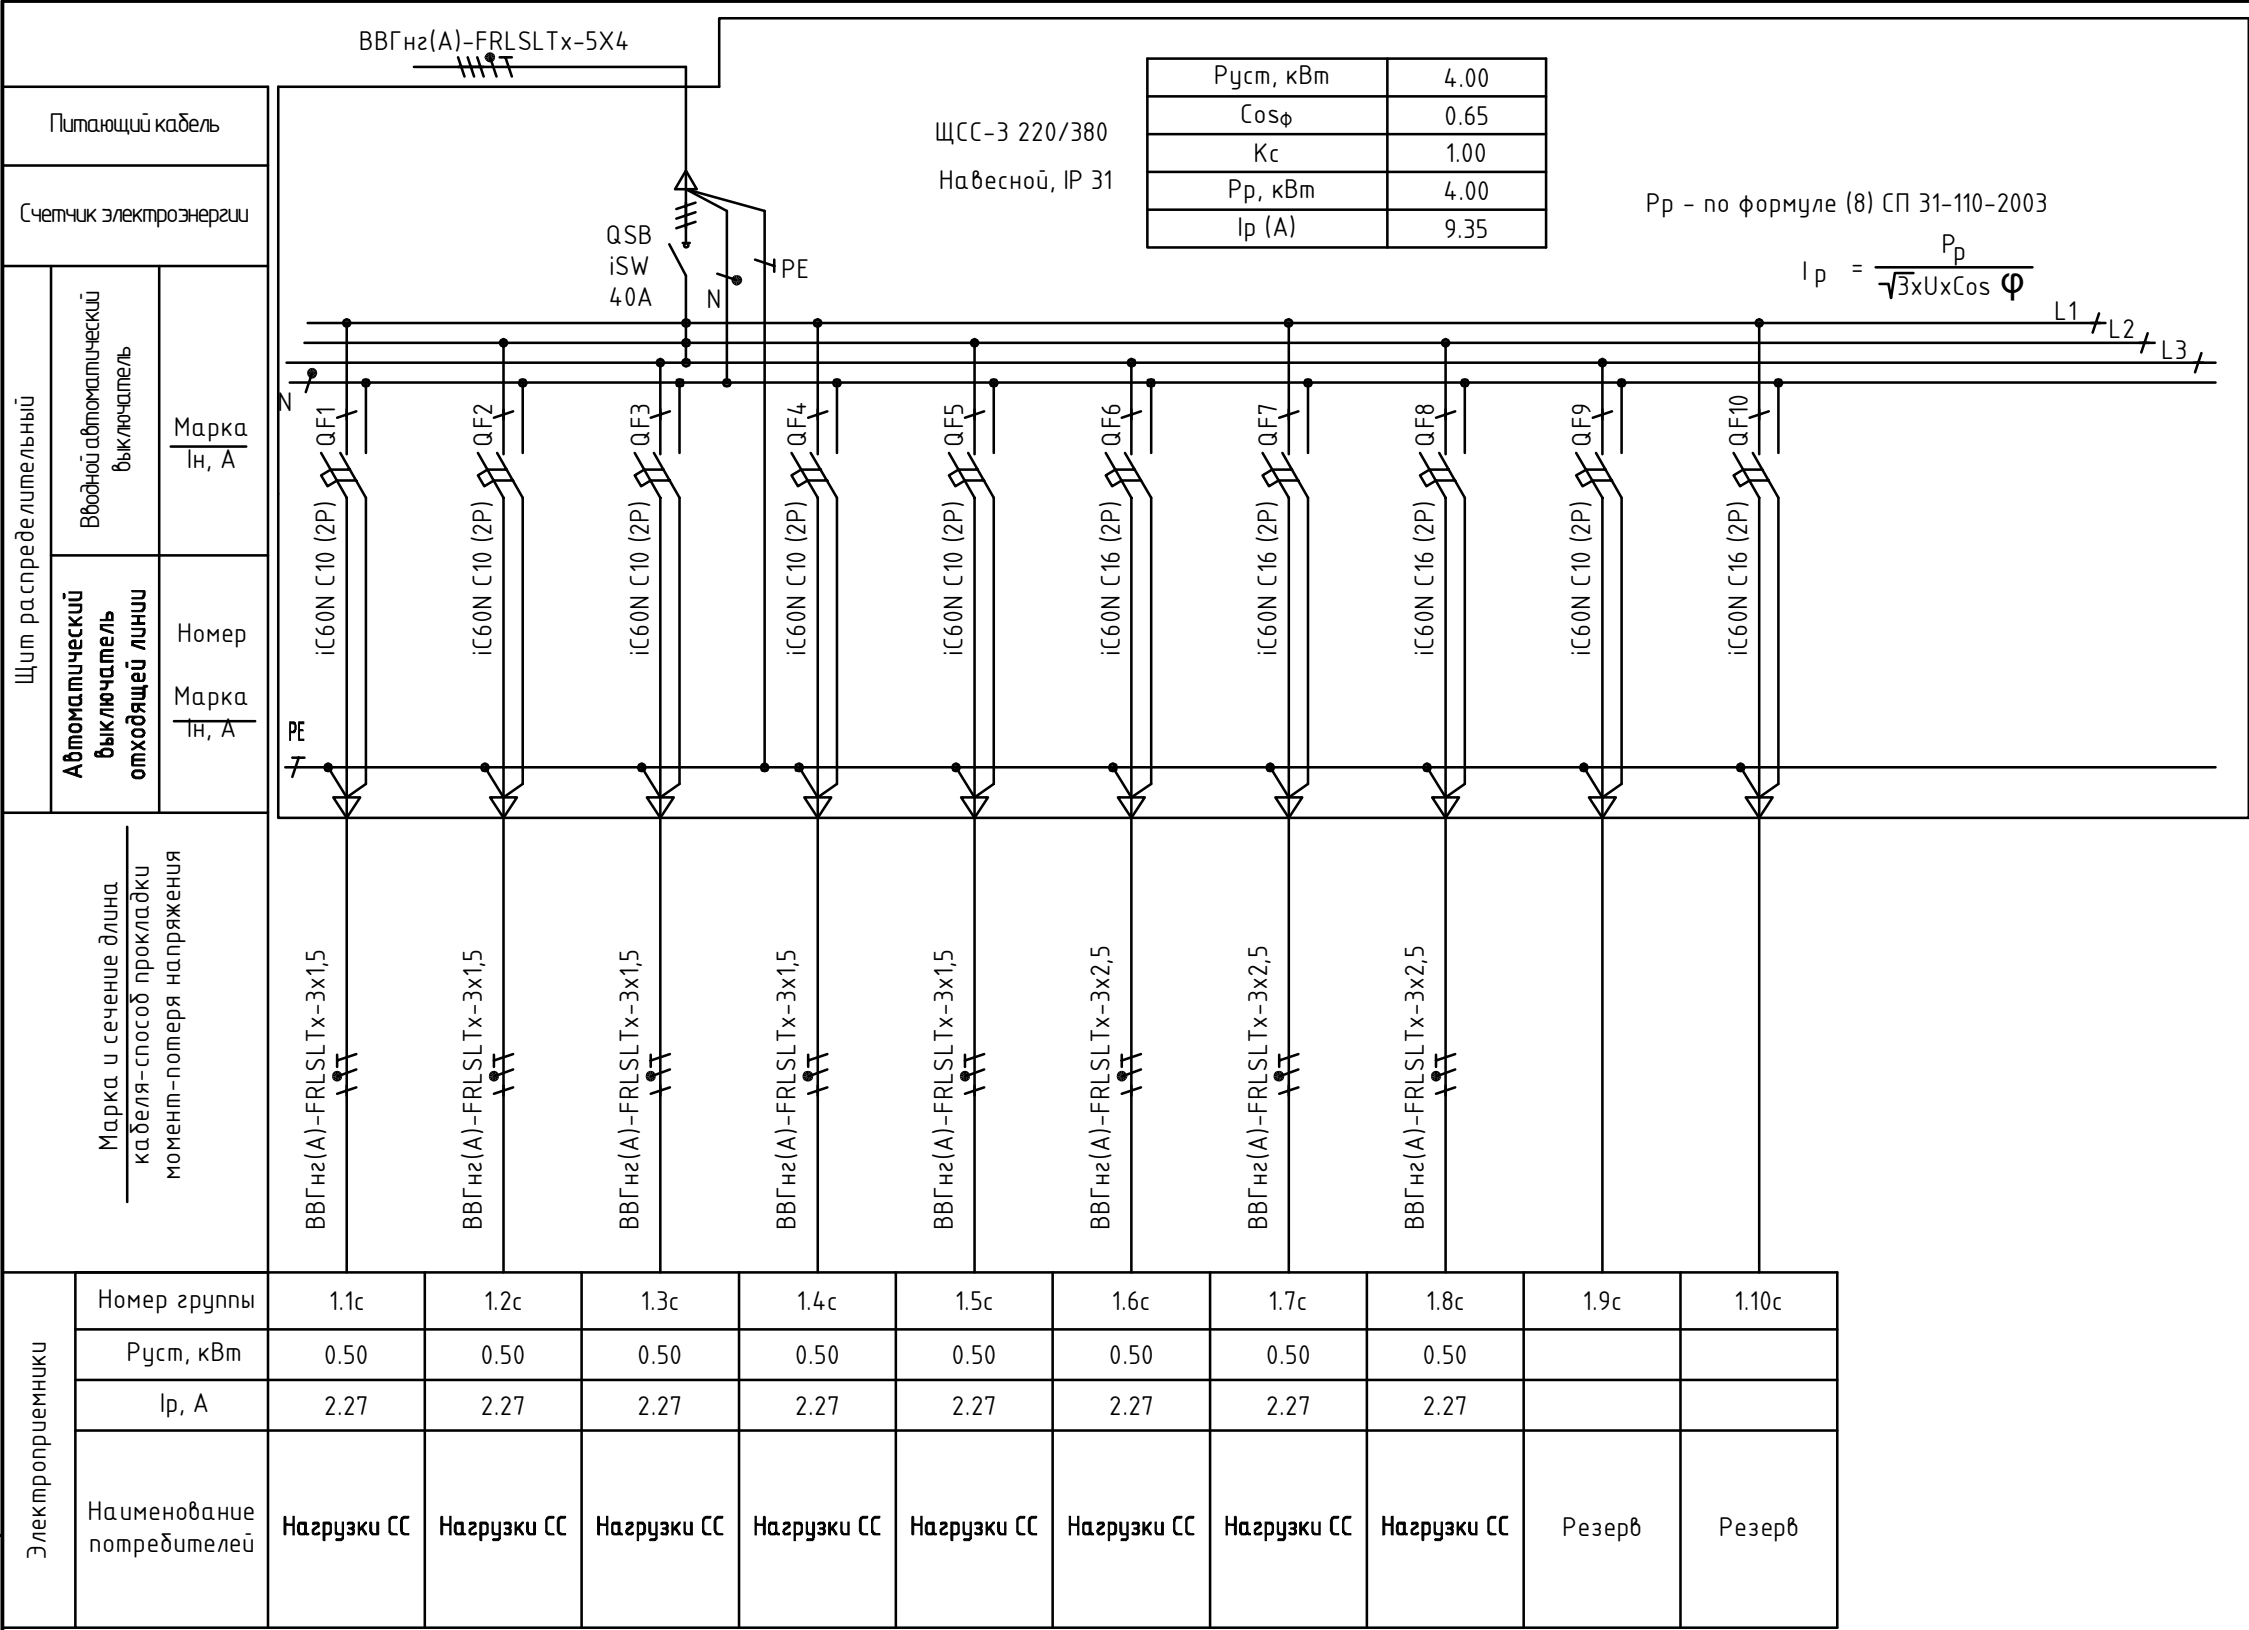 ВВГнг(А)-FRLSLTx-5X4
Питающий кабель
Счетчик электроэнергии
Щит распределительный
Вводной автоматический
выключатель
Марка
Iн, А
Автоматический
выключатель
отходящей линии
Номер
Марка
Iн, А
Марка и сечение длина
кабеля-способ прокладки
момент-потеря напряжения
ЩСС-3 220/380
Навесной, IP 31
Руст, кВт 4.00
Cosφ 0.65
Кс 1.00
Рр, кВт 4.00
Iр (А) 9.35
Рр - по формуле (8) СП 31-110-2003
I р = Рр / √3хUхCos φ
QSB
iSW
40A
N
PE
L1
L2
L3
N
QF1
QF2
QF3
QF4
QF5
QF6
QF7
QF8
QF9
QF10
iC60N C10 (2P)
iC60N C10 (2P)
iC60N C10 (2P)
iC60N C10 (2P)
iC60N C10 (2P)
iC60N C16 (2P)
iC60N C16 (2P)
iC60N C16 (2P)
iC60N C10 (2P)
iC60N C16 (2P)
PE
ВВГнг(А)-FRLSLTx-3х1,5
ВВГнг(А)-FRLSLTx-3х1,5
ВВГнг(А)-FRLSLTx-3х1,5
ВВГнг(А)-FRLSLTx-3х1,5
ВВГнг(А)-FRLSLTx-3х1,5
ВВГнг(А)-FRLSLTx-3х2,5
ВВГнг(А)-FRLSLTx-3х2,5
ВВГнг(А)-FRLSLTx-3х2,5
Электроприемники
Номер группы 1.1с 1.2с 1.3с 1.4с 1.5с 1.6с 1.7с 1.8с 1.9с 1.10с
Руст, кВт 0.50 0.50 0.50 0.50 0.50 0.50 0.50 0.50
Iр, А 2.27 2.27 2.27 2.27 2.27 2.27 2.27 2.27
Наименование
потребителей
Нагрузки СС Нагрузки СС Нагрузки СС Нагрузки СС Нагрузки СС Нагрузки СС Нагрузки СС Нагрузки СС Резерв Резерв